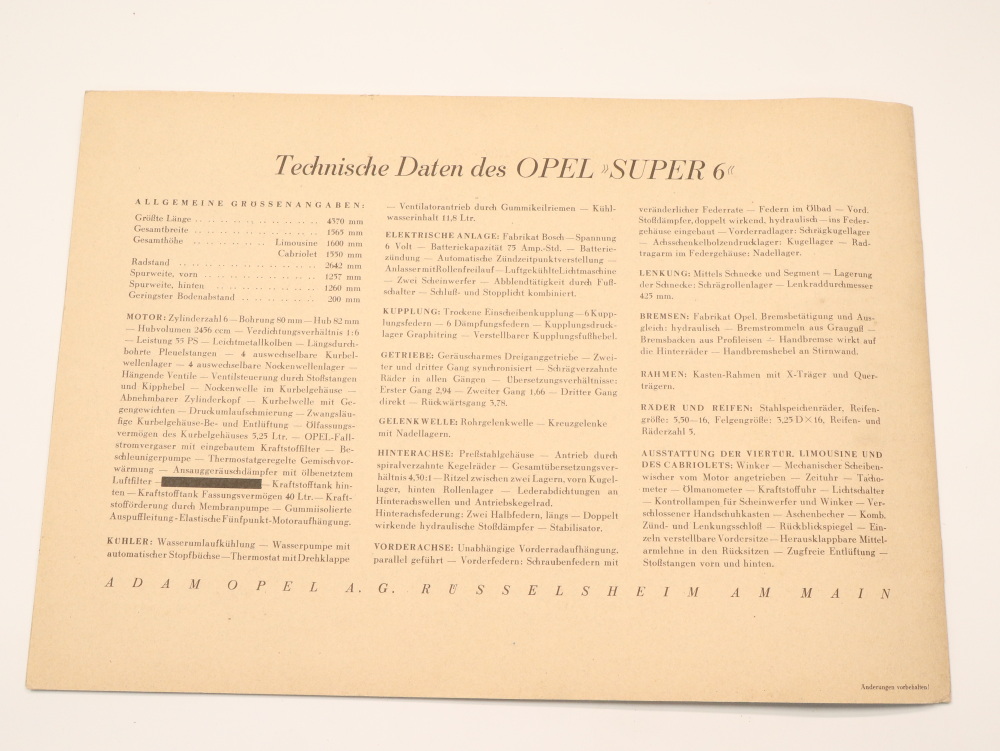 Technische Daten des OPEL »SUPER 6«
ALLGEMEINE GRÖSSENANGABEN:
Größte Länge . . . . . . . . . . . . 4370 mm
Gesamtbreite . . . . . . . . . . . . 1565 mm
Gesamthöhe . . . . . . . Limousine 1600 mm
Cabriolet 1550 mm
Radstand . . . . . . . . . . . . . . 2642 mm
Spurweite, vorn . . . . . . . . . . . 1257 mm
Spurweite, hinten . . . . . . . . . . 1260 mm
Geringster Bodenabstand . . . . . . . 200 mm
MOTOR: Zylinderzahl 6 — Bohrung 80 mm — Hub 82 mm
— Hubvolumen 2456 ccm — Verdichtungsverhältnis 1:6
— Leistung 55 PS — Leichtmetallkolben — Längsdurch-
bohrte Pleuelstangen — 4 auswechselbare Kurbel-
wellenlager — 4 auswechselbare Nockenwellenlager —
Hängende Ventile — Ventilsteuerung durch Stoßstangen
und Kipphebel — Nockenwelle im Kurbelgehäuse —
Abnehmbarer Zylinderkopf — Kurbelwelle mit Ge-
gengewichten — Druckumlaufschmierung — Zwangsläu-
fige Kurbelgehäuse-Be- und Entlüftung — Ölfassungs-
vermögen des Kurbelgehäuses 3,25 Ltr. — OPEL-Fall-
stromvergaser mit eingebautem Kraftstoffilter — Be-
schleunigerpumpe — Thermostatgeregelte Gemischvor-
wärmung — Ansauggeräuschdämpfer mit ölbenetztem
Luftfilter — — Kraftstofftank hin-
ten — Kraftstofftank Fassungsvermögen 40 Ltr. — Kraft-
stofförderung durch Membranpumpe — Gummiisolierte
Auspuffleitung - Elastische Fünfpunkt-Motoraufhängung.
KÜHLER: Wasserumlaufkühlung — Wasserpumpe mit
automatischer Stopfbüchse — Thermostat mit Drehklappe
— Ventilatorantrieb durch Gummikeilriemen — Kühl-
wasserinhalt 11,8 Ltr.
ELEKTRISCHE ANLAGE: Fabrikat Bosch — Spannung
6 Volt — Batteriekapazität 75 Amp.-Std. — Batterie-
zündung — Automatische Zündzeitpunktverstellung —
Anlasser mit Rollenfreilauf — Luftgekühlte Lichtmaschine
— Zwei Scheinwerfer — Abblendtätigkeit durch Fuß-
schalter — Schluß- und Stopplicht kombiniert.
KUPPLUNG: Trockene Einscheibenkupplung — 6 Kupp-
lungsfedern — 6 Dämpfungsfedern — Kupplungsdruck-
lager Graphitring — Verstellbarer Kupplungsfußhebel.
GETRIEBE: Geräuscharmes Dreiganggetriebe — Zwei-
ter und dritter Gang synchronisiert — Schrägverzahnte
Räder in allen Gängen — Übersetzungsverhältnisse:
Erster Gang 2,94 — Zweiter Gang 1,66 — Dritter Gang
direkt — Rückwärtsgang 3,78.
GELENKWELLE: Rohrgelenkwelle — Kreuzgelenke
mit Nadellagern.
HINTERACHSE: Preßstahlgehäuse — Antrieb durch
spiralverzahnte Kegelräder — Gesamtübersetzungsver-
hältnis 4,30:1 — Ritzel zwischen zwei Lagern, vorn Kugel-
lager, hinten Rollenlager — Lederabdichtungen an
Hinterachswellen und Antriebskegelrad.
Hinterachsfederung: Zwei Halbfedern, längs — Doppelt
wirkende hydraulische Stoßdämpfer — Stabilisator.
VORDERACHSE: Unabhängige Vorderradaufhängung,
parallel geführt — Vorderfedern: Schraubenfedern mit
veränderlicher Federrate — Federn im Ölbad — Vord.
Stoßdämpfer, doppelt wirkend, hydraulisch — ins Feder-
gehäuse eingebaut — Vorderradlager: Schrägkugellager
— Achsschenkelbolzendrucklager: Kugellager — Rad-
tragarm im Federgehäuse: Nadellager.
LENKUNG: Mittels Schnecke und Segment — Lagerung
der Schnecke: Schrägrollenlager — Lenkraddurchmesser
425 mm.
BREMSEN: Fabrikat Opel. Bremsbetätigung und Aus-
gleich: hydraulisch — Bremstrommeln aus Grauguß —
Bremsbacken aus Profileisen — Handbremse wirkt auf
die Hinterräder — Handbremshebel an Stirnwand.
RAHMEN: Kasten-Rahmen mit X-Träger und Quer-
trägern.
RÄDER UND REIFEN: Stahlspeichenräder, Reifen-
größe: 5,50—16, Felgengröße: 3,25 D×16, Reifen- und
Räderzahl 5.
AUSSTATTUNG DER VIERTÜR. LIMOUSINE UND
DES CABRIOLETS: Winker — Mechanischer Scheiben-
wischer vom Motor angetrieben — Zeituhr — Tacho-
meter — Ölmanometer — Kraftstoffuhr — Lichtschalter
— Kontrollampen für Scheinwerfer und Winker — Ver-
schlossener Handschuhkasten — Aschenbecher — Komb.
Zünd- und Lenkungsschloß — Rückblickspiegel — Ein-
zeln verstellbare Vordersitze — Herausklappbare Mittel-
armlehne in den Rücksitzen — Zugfreie Entlüftung —
Stoßstangen vorn und hinten.
ADAM OPEL A.G. RÜSSELSHEIM AM MAIN
Änderungen vorbehalten!